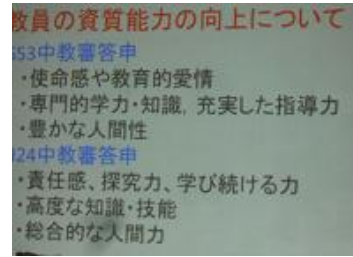 教員の資質能力の向上について
S53中教審答申
・使命感や教育的愛情
・専門的学力・知識，充実した指導力
・豊かな人間性
H24中教審答申
・責任感、探究力、学び続ける力
・高度な知識・技能
・総合的な人間力